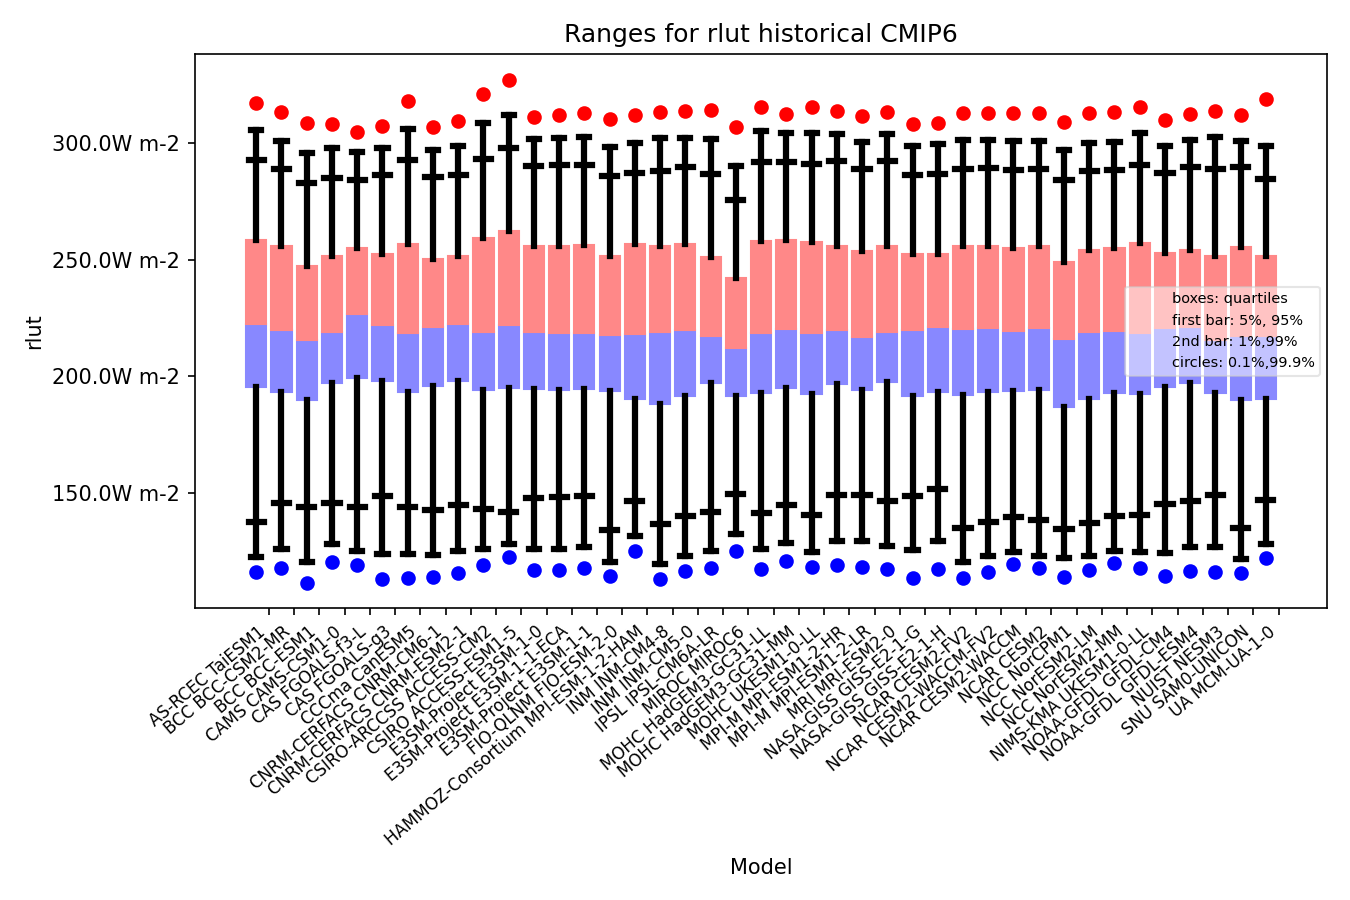 Ranges for rlut historical CMIP6
rlut
300.0W m-2
250.0W m-2
200.0W m-2
150.0W m-2
boxes: quartiles
first bar: 5%, 95%
2nd bar: 1%,99%
circles: 0.1%,99.9%
AS-RCEC TaiESM1
BCC BCC-CSM2-MR
BCC BCC-ESM1
CAMS CAMS-CSM1-0
CAS FGOALS-f3-L
CAS FGOALS-g3
CCCma CanESM5
CNRM-CERFACS CNRM-CM6-1
CNRM-CERFACS CNRM-ESM2-1
CSIRO-ARCCSS ACCESS-CM2
CSIRO ACCESS-ESM1-5
E3SM-Project E3SM-1-0
E3SM-Project E3SM-1-1-ECA
E3SM-Project E3SM-1-1
FIO-QLNM FIO-ESM-2-0
HAMMOZ-Consortium MPI-ESM-1-2-HAM
INM INM-CM4-8
INM INM-CM5-0
IPSL IPSL-CM6A-LR
MIROC MIROC6
MOHC HadGEM3-GC31-LL
MOHC HadGEM3-GC31-MM
MOHC UKESM1-0-LL
MPI-M MPI-ESM1-2-HR
MPI-M MPI-ESM1-2-LR
MRI MRI-ESM2-0
NASA-GISS GISS-E2-1-G
NASA-GISS GISS-E2-1-H
NCAR CESM2-FV2
NCAR CESM2-WACCM-FV2
NCAR CESM2-WACCM
NCAR CESM2
NCC NorCPM1
NCC NorESM2-LM
NCC NorESM2-MM
NIMS-KMA UKESM1-0-LL
NOAA-GFDL GFDL-CM4
NOAA-GFDL GFDL-ESM4
NUIST NESM3
SNU SAM0-UNICON
UA MCM-UA-1-0
Model